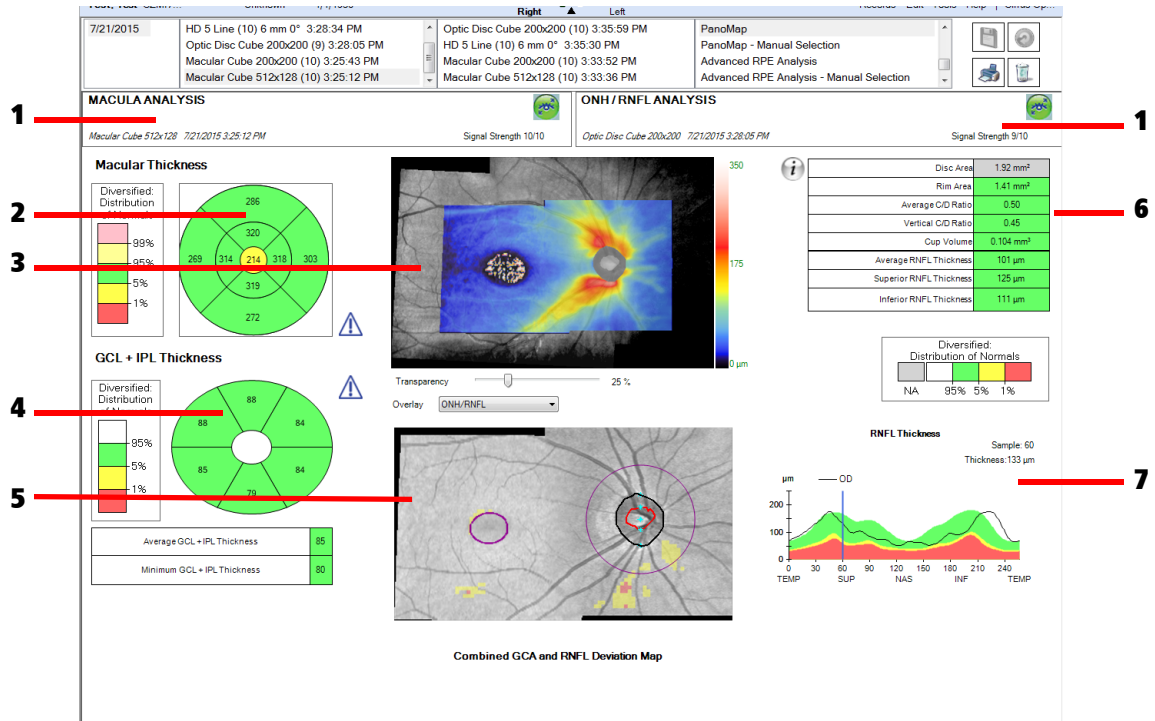 Right Left
7/21/2015
HD 5 Line (10) 6 mm 0° 3:28:34 PM
Optic Disc Cube 200x200 (9) 3:28:05 PM
Macular Cube 200x200 (10) 3:25:43 PM
Macular Cube 512x128 (10) 3:25:12 PM
Optic Disc Cube 200x200 (10) 3:35:59 PM
HD 5 Line (10) 6 mm 0° 3:35:30 PM
Macular Cube 200x200 (10) 3:33:52 PM
Macular Cube 512x128 (10) 3:33:36 PM
PanoMap
PanoMap - Manual Selection
Advanced RPE Analysis
Advanced RPE Analysis - Manual Selection
MACULA ANALYSIS
Macular Cube 512x128 7/21/2015 3:25:12 PM
Signal Strength 10/10
ONH / RNFL ANALYSIS
Optic Disc Cube 200x200 7/21/2015 3:28:05 PM
Signal Strength 9/10
1
1
Macular Thickness
Diversified:
Distribution
of Normals
99%
95%
5%
1%
286
320
269 314 214 318 303
319
272
2
3
350
175
0 µm
i
Disc Area 1.92 mm²
Rim Area 1.41 mm²
Average C/D Ratio 0.50
Vertical C/D Ratio 0.45
Cup Volume 0.104 mm³
Average RNFL Thickness 101 µm
Superior RNFL Thickness 125 µm
Inferior RNFL Thickness 111 µm
6
Diversified:
Distribution of Normals
NA 95% 5% 1%
GCL + IPL Thickness
Diversified:
Distribution
95%
5%
1%
88
88 84
85 84
79
4
Average GCL + IPL Thickness 85
Minimum GCL + IPL Thickness 80
Transparency 25 %
Overlay ONH/RNFL
5
Combined GCA and RNFL Deviation Map
RNFL Thickness
Sample: 60
Thickness:133 µm
7
µm OD
200
100
0
0 30 60 90 120 150 180 210 240
TEMP SUP NAS INF TEMP